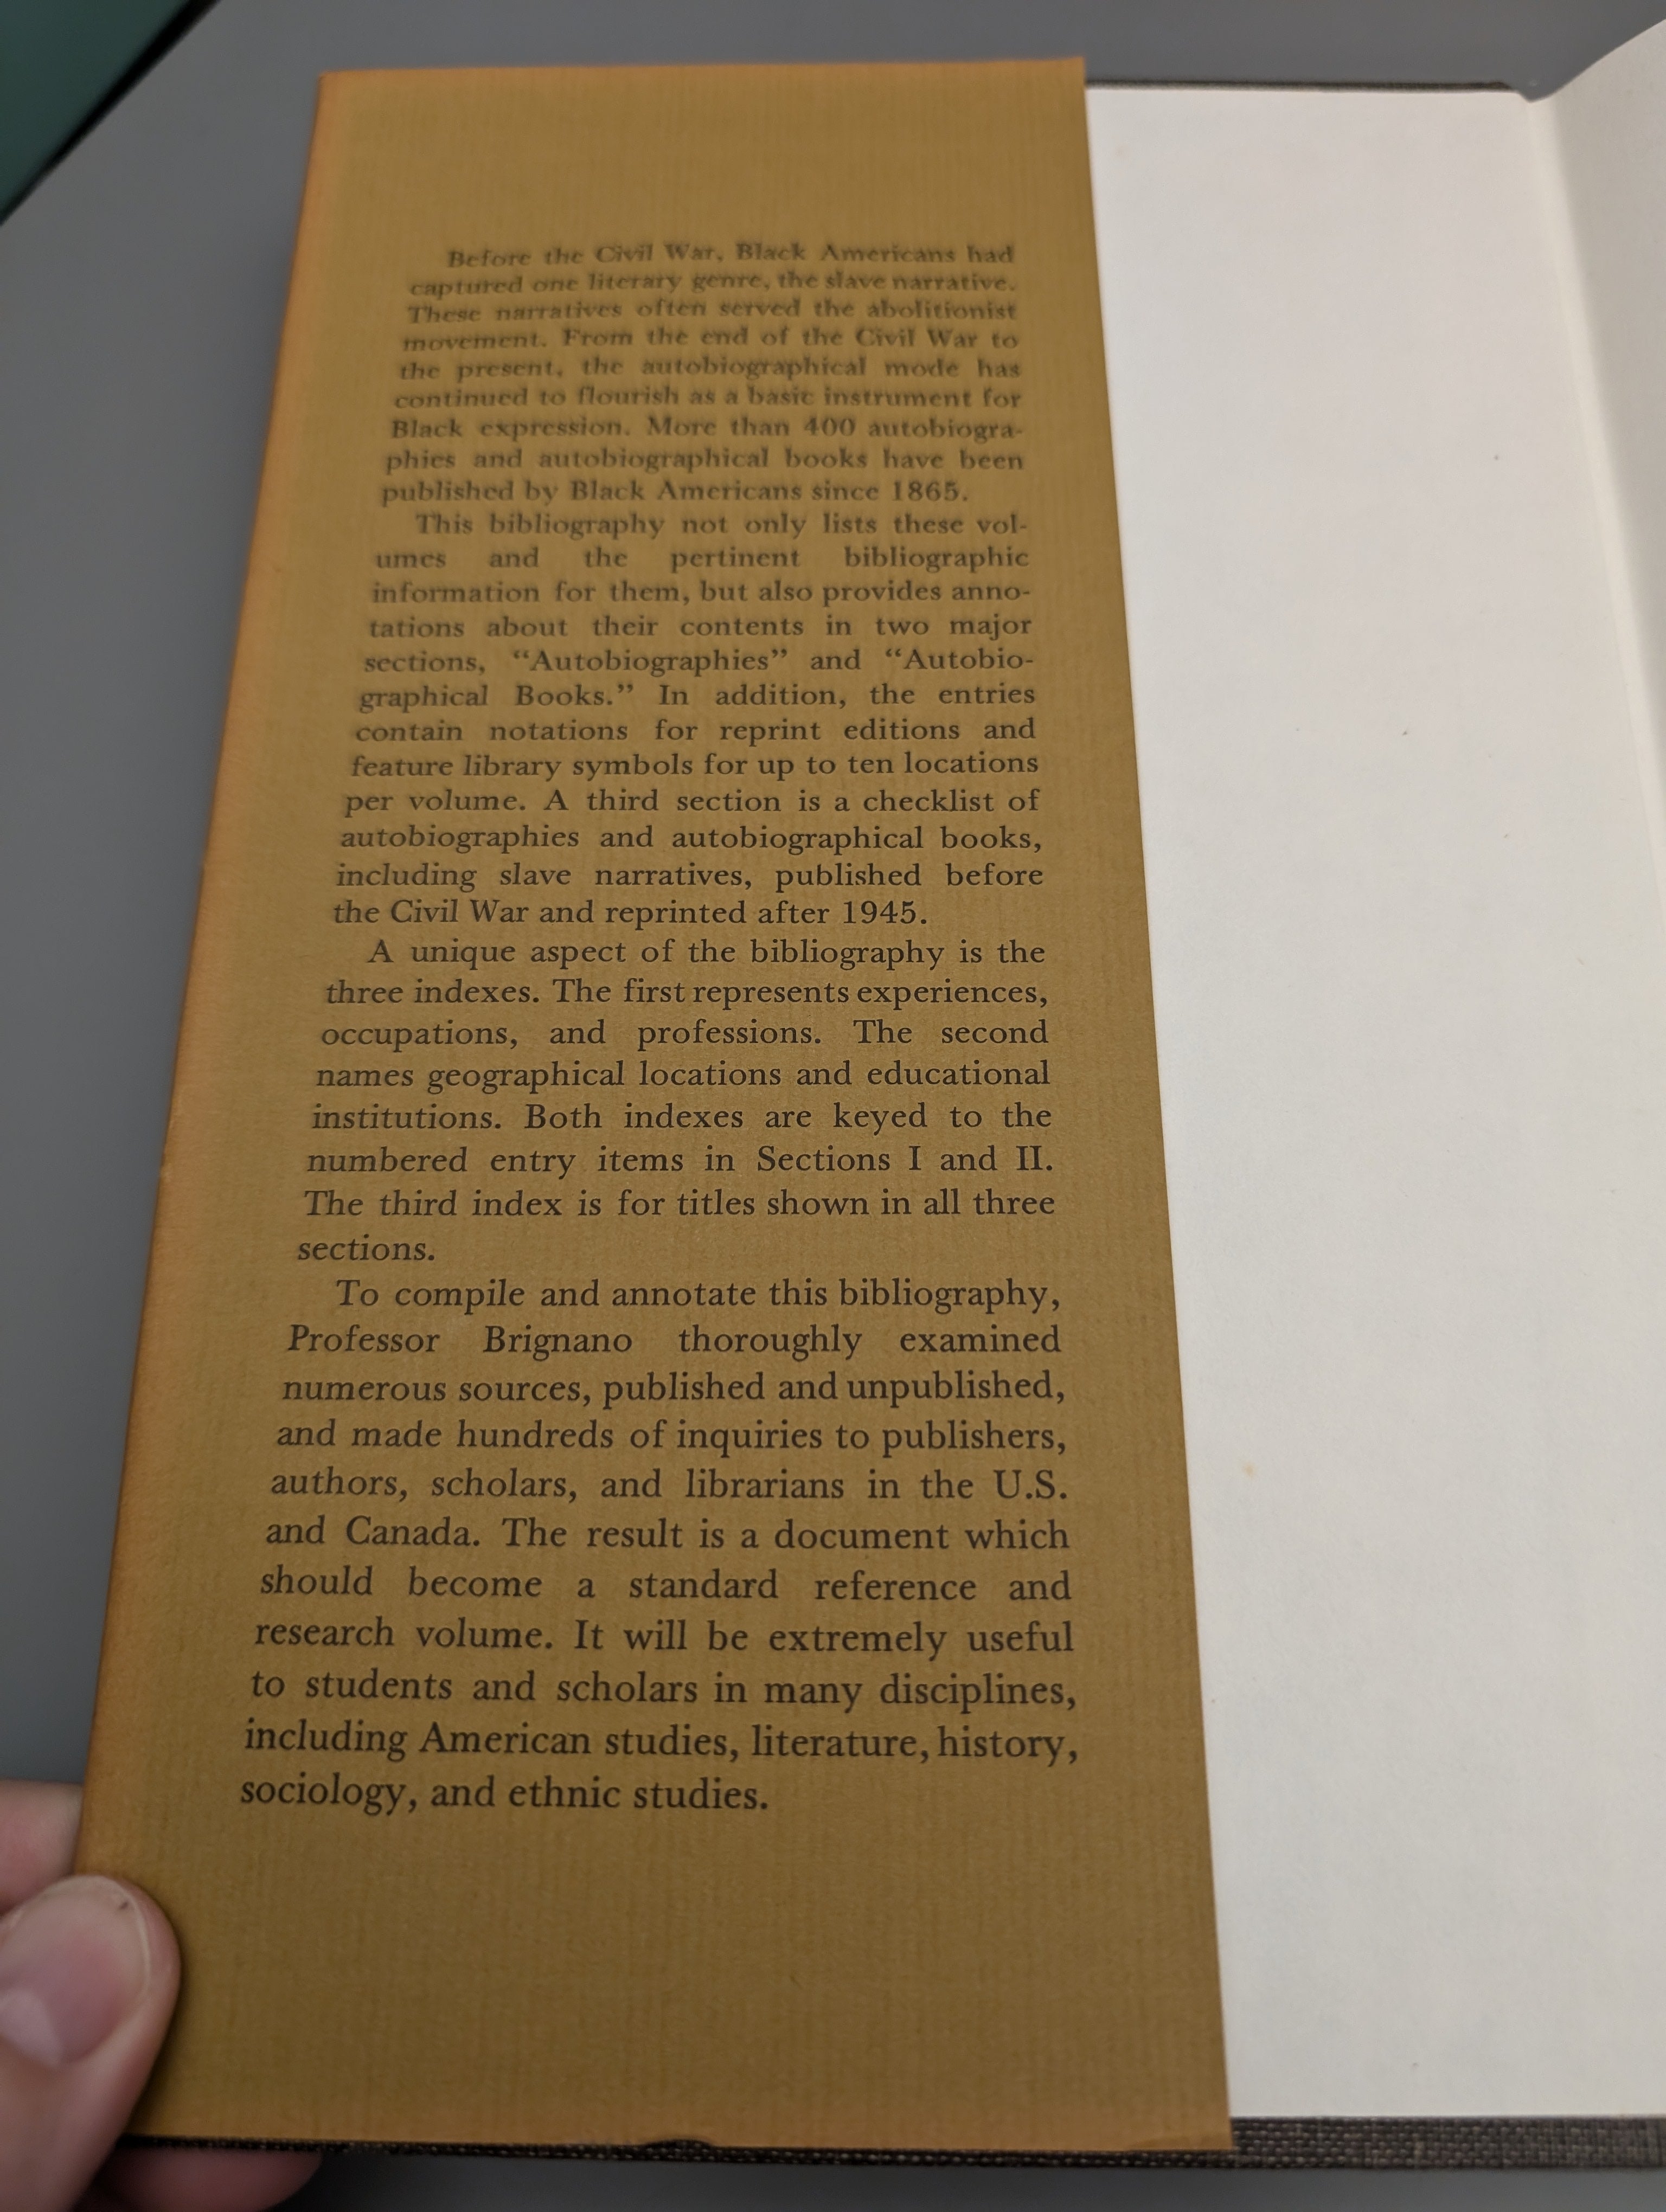 Before the Civil War, Black Americans had
captured one literary genre, the slave narrative.
These narratives often served the abolitionist
movement. From the end of the Civil War to
the present, the autobiographical mode has
continued to flourish as a basic instrument for
Black expression. More than 400 autobiogra-
phies and autobiographical books have been
published by Black Americans since 1865.
This bibliography not only lists these vol-
umes and the pertinent bibliographic
information for them, but also provides anno-
tations about their contents in two major
sections, “Autobiographies” and “Autobio-
graphical Books.” In addition, the entries
contain notations for reprint editions and
feature library symbols for up to ten locations
per volume. A third section is a checklist of
autobiographies and autobiographical books,
including slave narratives, published before
the Civil War and reprinted after 1945.
A unique aspect of the bibliography is the
three indexes. The first represents experiences,
occupations, and professions. The second
names geographical locations and educational
institutions. Both indexes are keyed to the
numbered entry items in Sections I and II.
The third index is for titles shown in all three
sections.
To compile and annotate this bibliography,
Professor Brignano thoroughly examined
numerous sources, published and unpublished,
and made hundreds of inquiries to publishers,
authors, scholars, and librarians in the U.S.
and Canada. The result is a document which
should become a standard reference and
research volume. It will be extremely useful
to students and scholars in many disciplines,
including American studies, literature, history,
sociology, and ethnic studies.